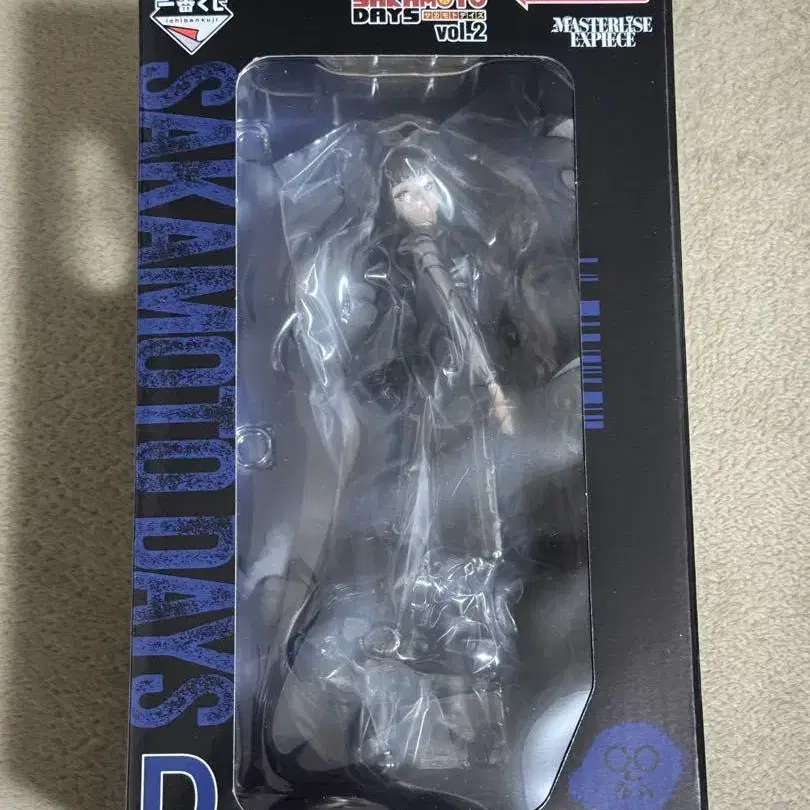 一番くじ
ichibankuji
SAKAMOTO
DAYS サカモトデイズ
vol.2
MASTERLISE
EXPIECE
SAKAMOTO DAYS
D